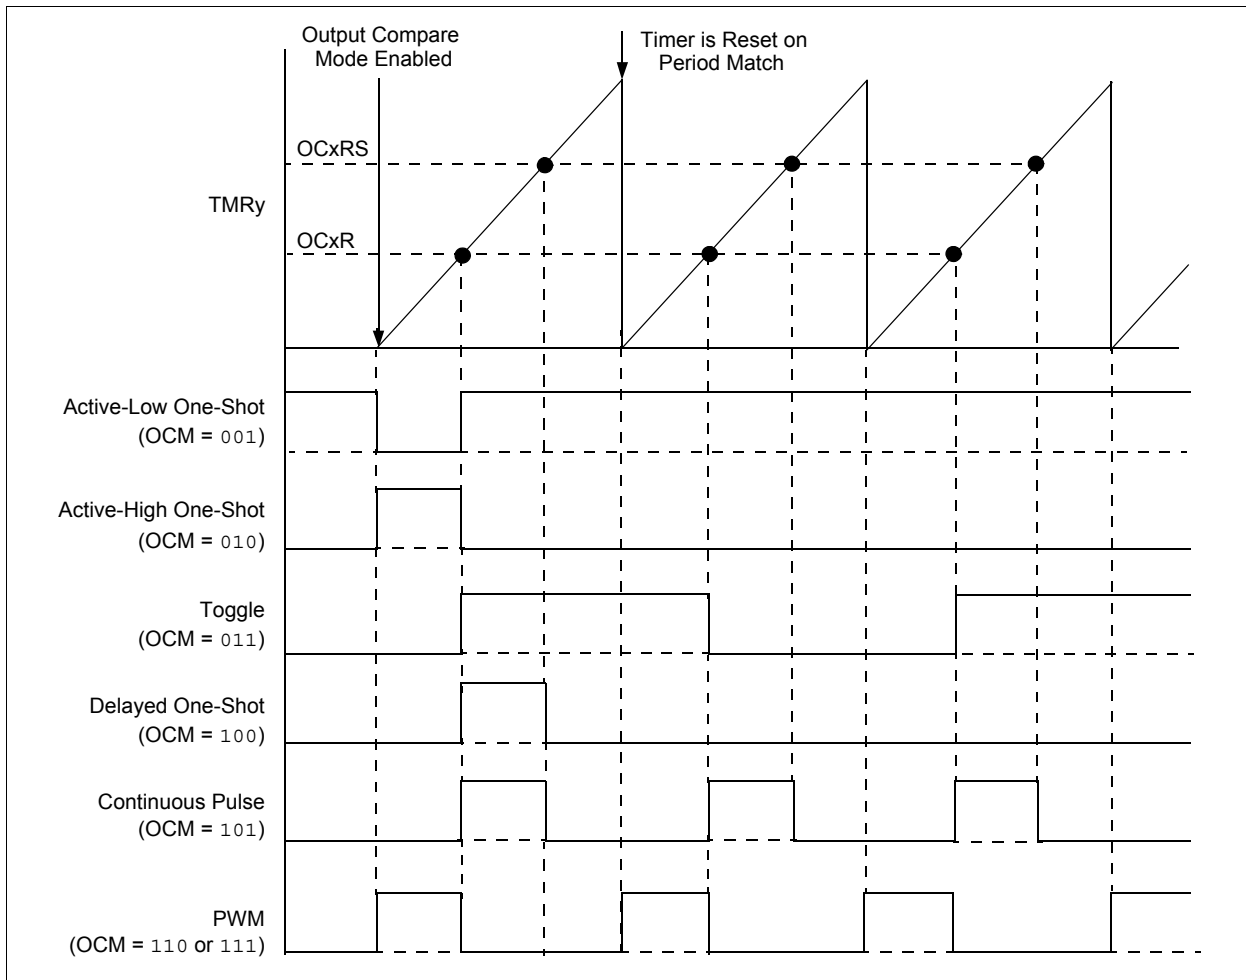 Output Compare
Mode Enabled
Timer is Reset on
Period Match
OCxRS
TMRy
OCxR
Active-Low One-Shot
(OCM = 001)
Active-High One-Shot
(OCM = 010)
Toggle
(OCM = 011)
Delayed One-Shot
(OCM = 100)
Continuous Pulse
(OCM = 101)
PWM
(OCM = 110 or 111)